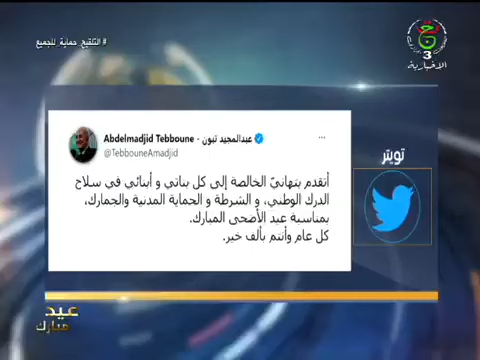 #التلقيح_حماية_للجميع
3
الإخبارية
Abdelmadjid Tebboune - عبدالمجيد تبون
@TebbouneAmadjid
تويتر
أتقدم بتهانيّ الخالصة إلى كل بناتي و أبنائي في سلاح
الدرك الوطني، و الشرطة و الحماية المدنية والجمارك،
بمناسبة عيد الأضحى المبارك.
كل عام وأنتم بألف خير.
عيد
مبارك